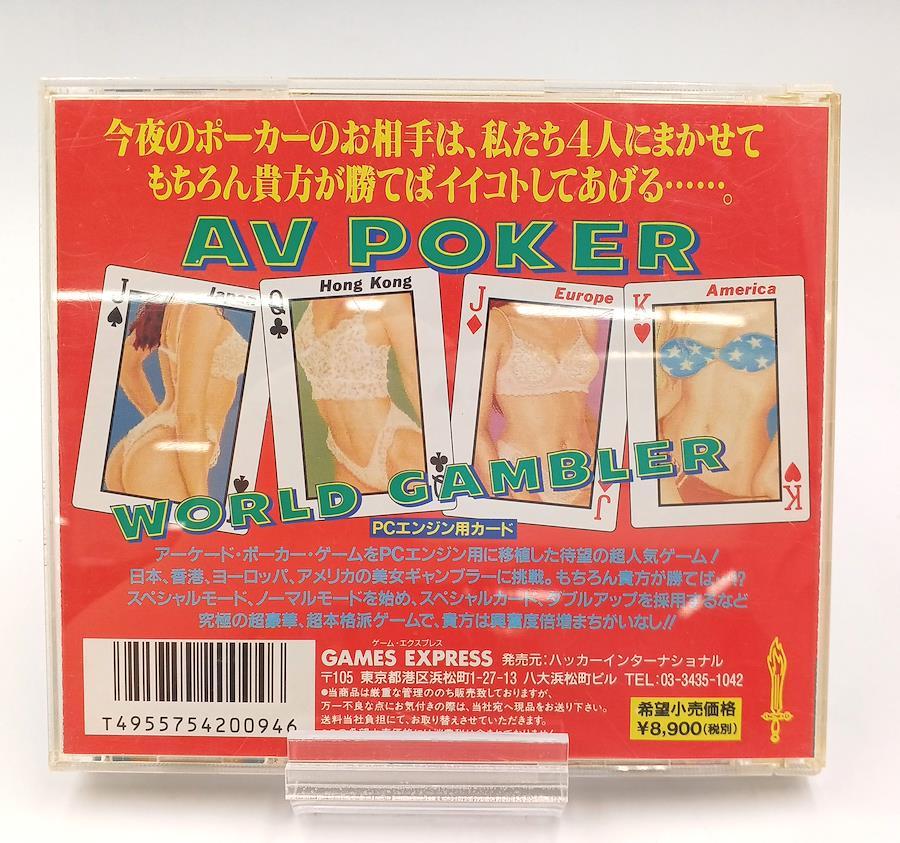 今夜のポーカーのお相手は、私たち4人にまかせて
もちろん貴方が勝てばイイコトしてあげる……。
AV POKER
J Japan
Q Hong Kong
J Europe
K America
Q
J
K
WORLD GAMBLER
PCエンジン用カード
アーケード・ポーカー・ゲームをPCエンジン用に移植した待望の超人気ゲーム!
日本、香港、ヨーロッパ、アメリカの美女ギャンブラーに挑戦。もちろん貴方が勝てば…!?
スペシャルモード、ノーマルモードを始め、スペシャルカード、ダブルアップを採用するなど
究極の超豪華、超本格派ゲームで、貴方は興奮度倍増まちがいなし!!
ゲーム・エクスプレス
GAMES EXPRESS 発売元:ハッカーインターナショナル
〒105 東京都港区浜松町1-27-13 八大浜松町ビル TEL:03-3435-1042
●当商品は厳重な管理ののち販売致しておりますが、
万一不良な点にお気付きの際は、当社宛へ現品をお送り下さい。
送料当社負担にて、お取り替えさせていただきます。
T4955754200946
希望小売価格
¥8,900(税別)